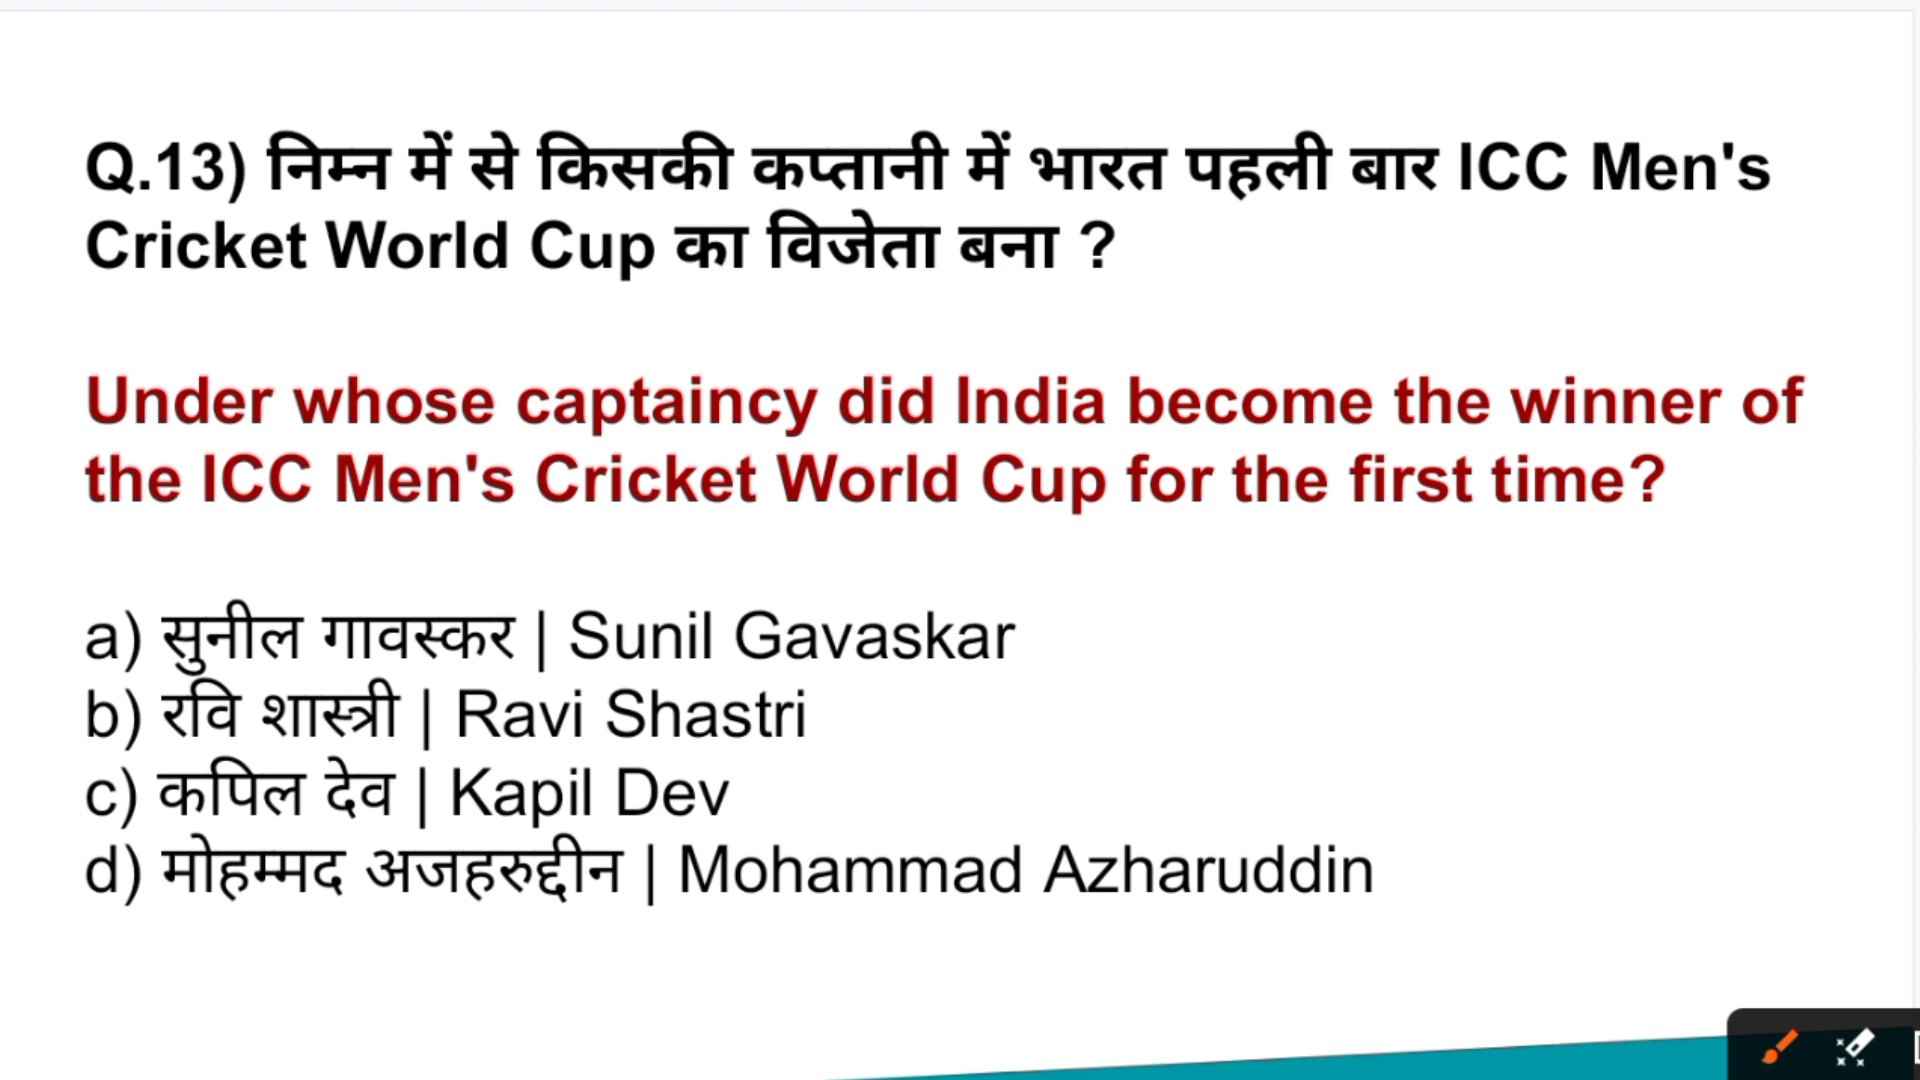 Q.13) निम्न में से किसकी कप्तानी में भारत पहली बार ICC Men's
Cricket World Cup का विजेता बना ?
Under whose captaincy did India become the winner of
the ICC Men's Cricket World Cup for the first time?
a) सुनील गावस्कर | Sunil Gavaskar
b) रवि शास्त्री | Ravi Shastri
c) कपिल देव | Kapil Dev
d) मोहम्मद अजहरुद्दीन | Mohammad Azharuddin